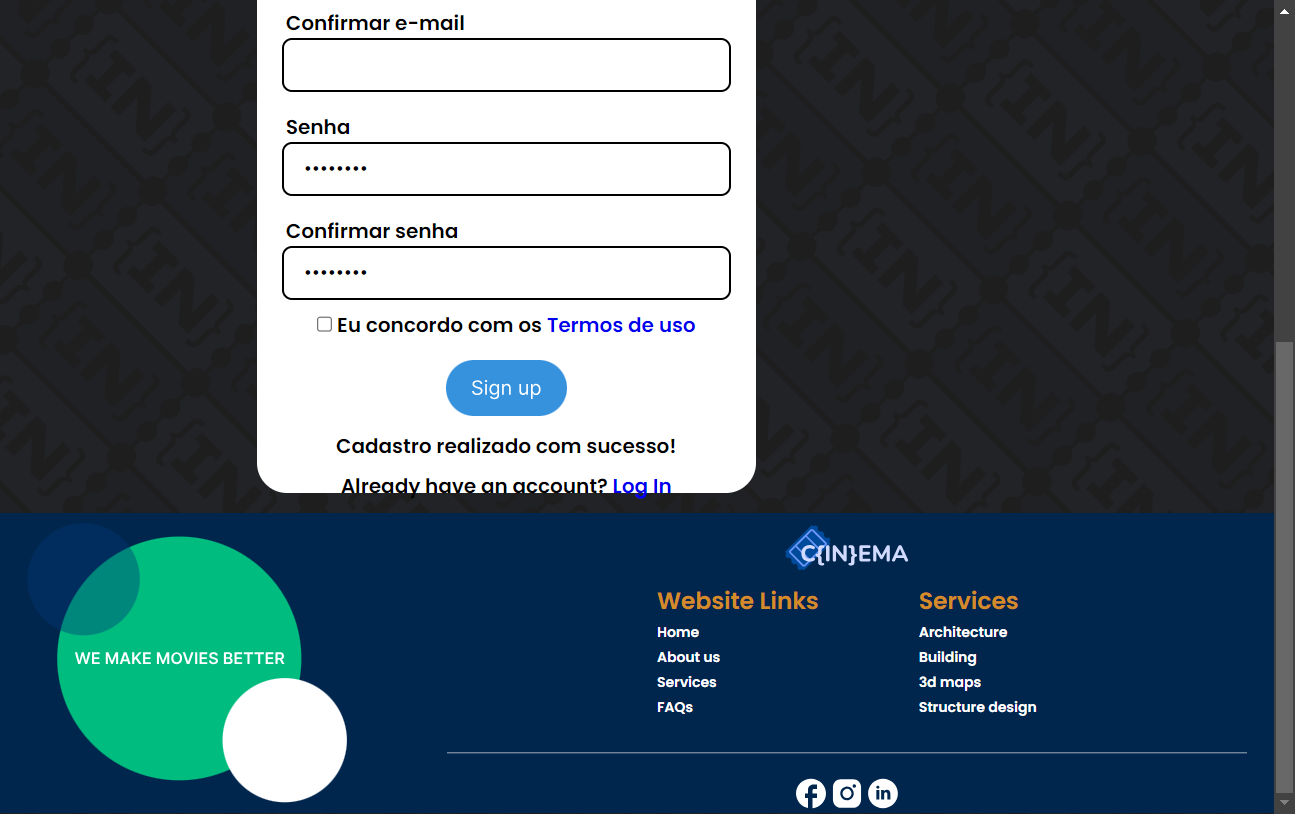 Confirmar e-mail
Senha
••••••••
Confirmar senha
••••••••
Eu concordo com os Termos de uso
Sign up
Cadastro realizado com sucesso!
Already have an account? Log In
C{IN}EMA
WE MAKE MOVIES BETTER
Website Links
Home
About us
Services
FAQs
Services
Architecture
Building
3d maps
Structure design
{IN}